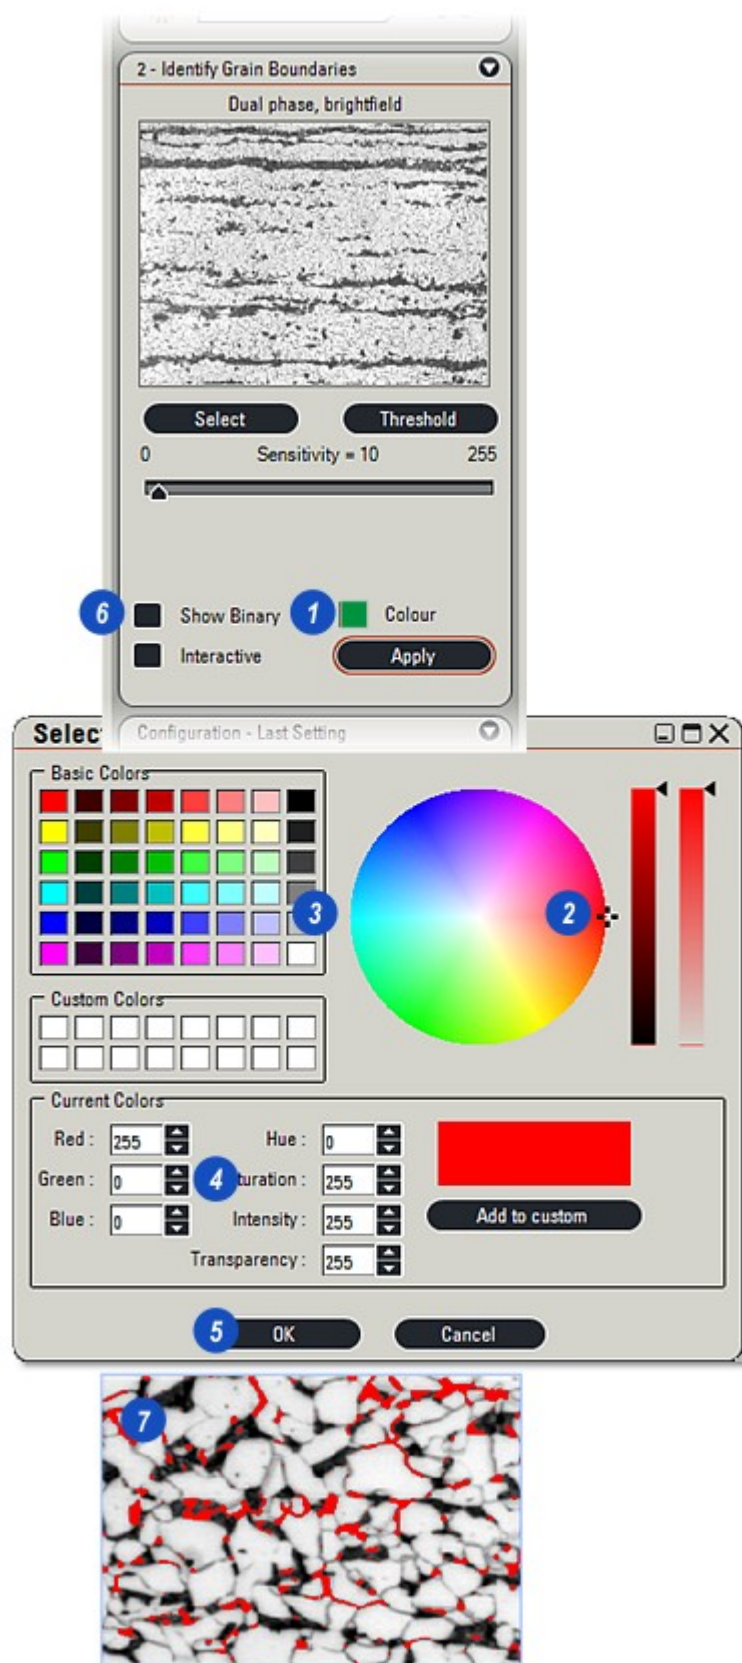 2 - Identify Grain Boundaries
Dual phase, brightfield
Select
Threshold
0 Sensitivity = 10 255
6 Show Binary 1 Colour
Interactive
Apply
Selec
Configuration - Last Setting
Basic Colors
3
2
Custom Colors
Current Colors
Red : 255 Hue : 0
Green : 0 4 turation : 255
Blue : 0 Intensity : 255 Add to custom
Transparency : 255
5 OK Cancel
7